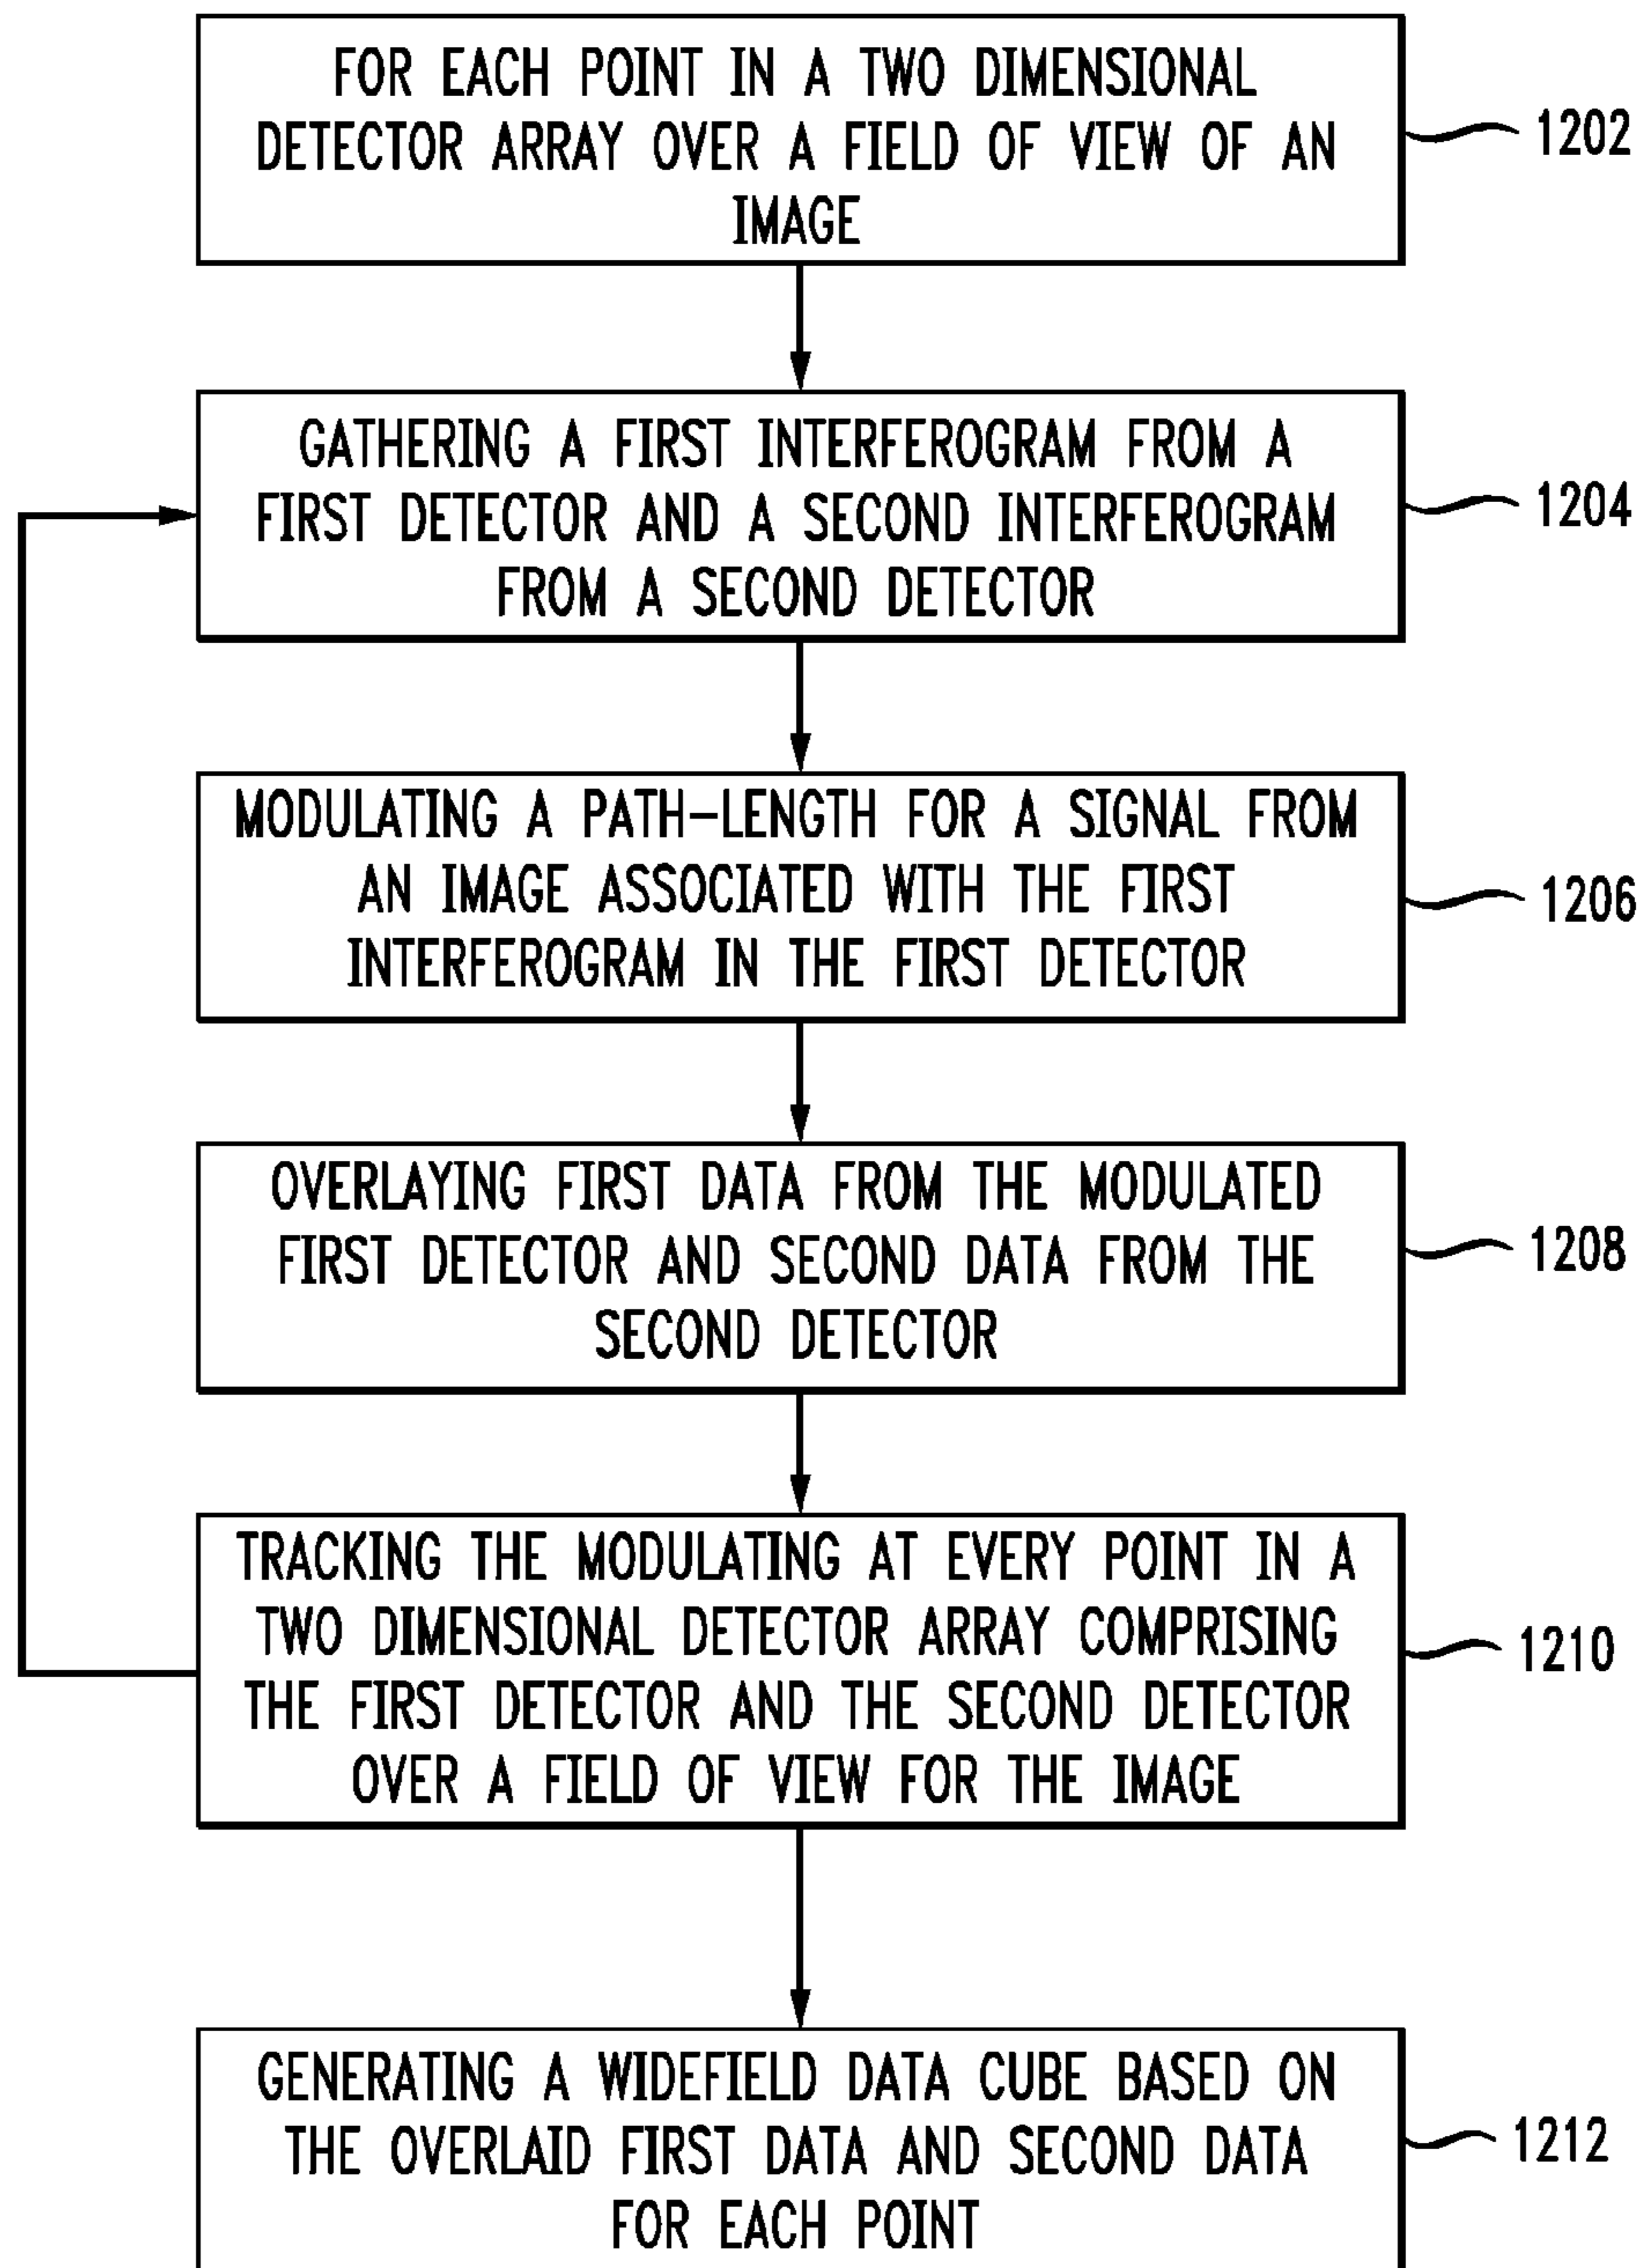 FOR EACH POINT IN A TWO DIMENSIONAL
DETECTOR ARRAY OVER A FIELD OF VIEW OF AN
IMAGE
1202
GATHERING A FIRST INTERFEROGRAM FROM A
FIRST DETECTOR AND A SECOND INTERFEROGRAM
FROM A SECOND DETECTOR
1204
MODULATING A PATH-LENGTH FOR A SIGNAL FROM
AN IMAGE ASSOCIATED WITH THE FIRST
INTERFEROGRAM IN THE FIRST DETECTOR
1206
OVERLAYING FIRST DATA FROM THE MODULATED
FIRST DETECTOR AND SECOND DATA FROM THE
SECOND DETECTOR
1208
TRACKING THE MODULATING AT EVERY POINT IN A
TWO DIMENSIONAL DETECTOR ARRAY COMPRISING
THE FIRST DETECTOR AND THE SECOND DETECTOR
OVER A FIELD OF VIEW FOR THE IMAGE
1210
GENERATING A WIDEFIELD DATA CUBE BASED ON
THE OVERLAID FIRST DATA AND SECOND DATA
FOR EACH POINT
1212